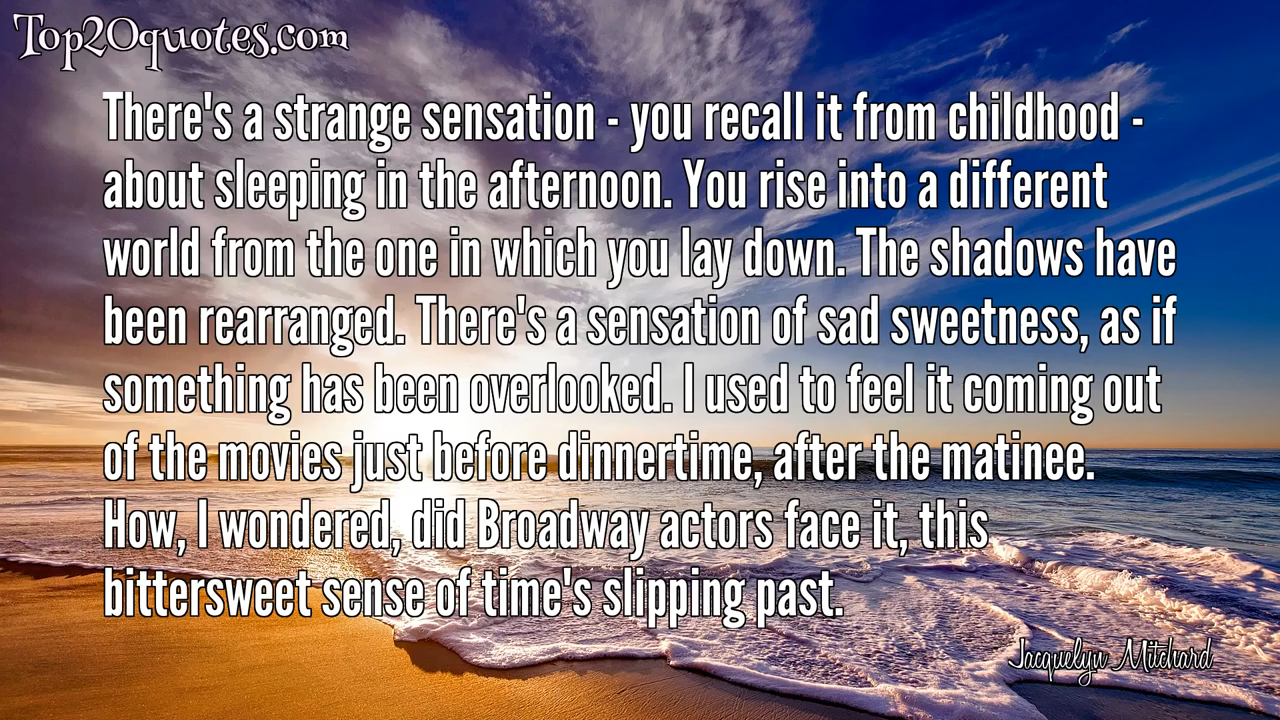 Top20quotes.com
There's a strange sensation - you recall it from childhood -
about sleeping in the afternoon. You rise into a different
world from the one in which you lay down. The shadows have
been rearranged. There's a sensation of sad sweetness, as if
something has been overlooked. I used to feel it coming out
of the movies just before dinnertime, after the matinee.
How, I wondered, did Broadway actors face it, this
bittersweet sense of time's slipping past.
Jacquelyn Mitchard